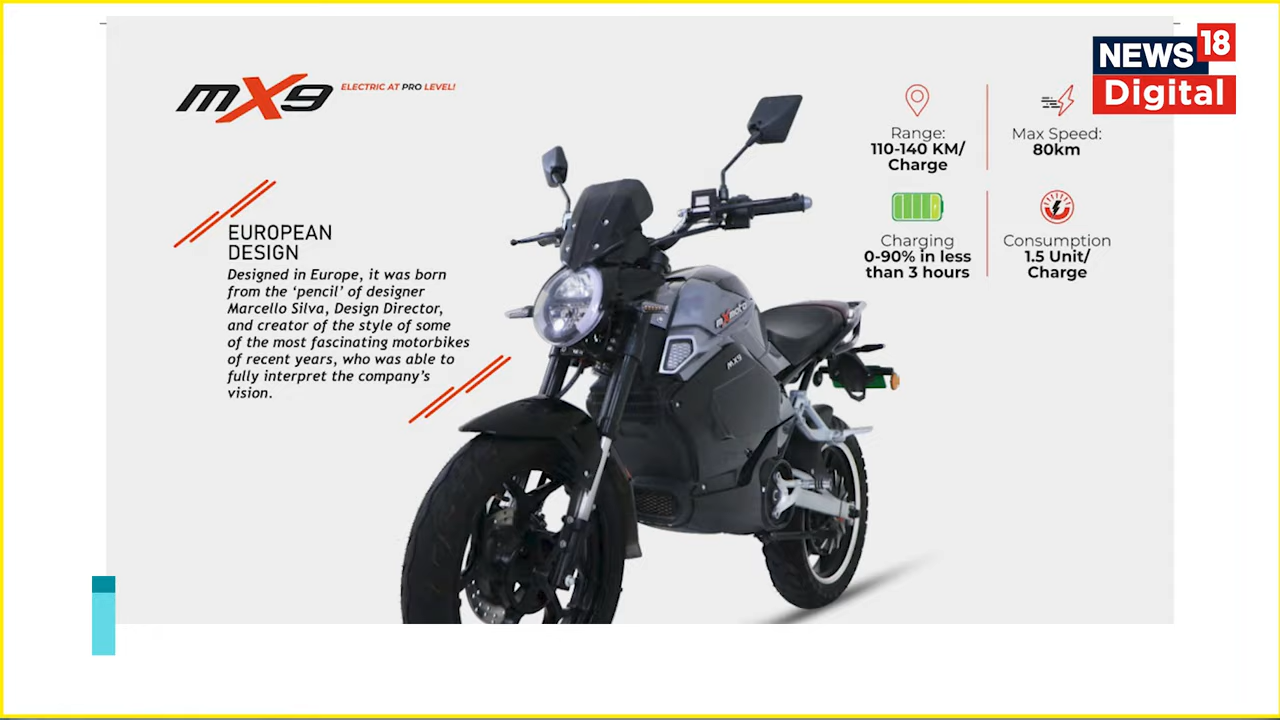 NEWS 18
Digital
mX9 ELECTRIC AT PRO LEVEL!
EUROPEAN
DESIGN
Designed in Europe, it was born
from the ‘pencil’ of designer
Marcello Silva, Design Director,
and creator of the style of some
of the most fascinating motorbikes
of recent years, who was able to
fully interpret the company’s
vision.
Range:
110-140 KM/
Charge
Max Speed:
80km
Charging
0-90% in less
than 3 hours
Consumption
1.5 Unit/
Charge
mXmoto
MX9